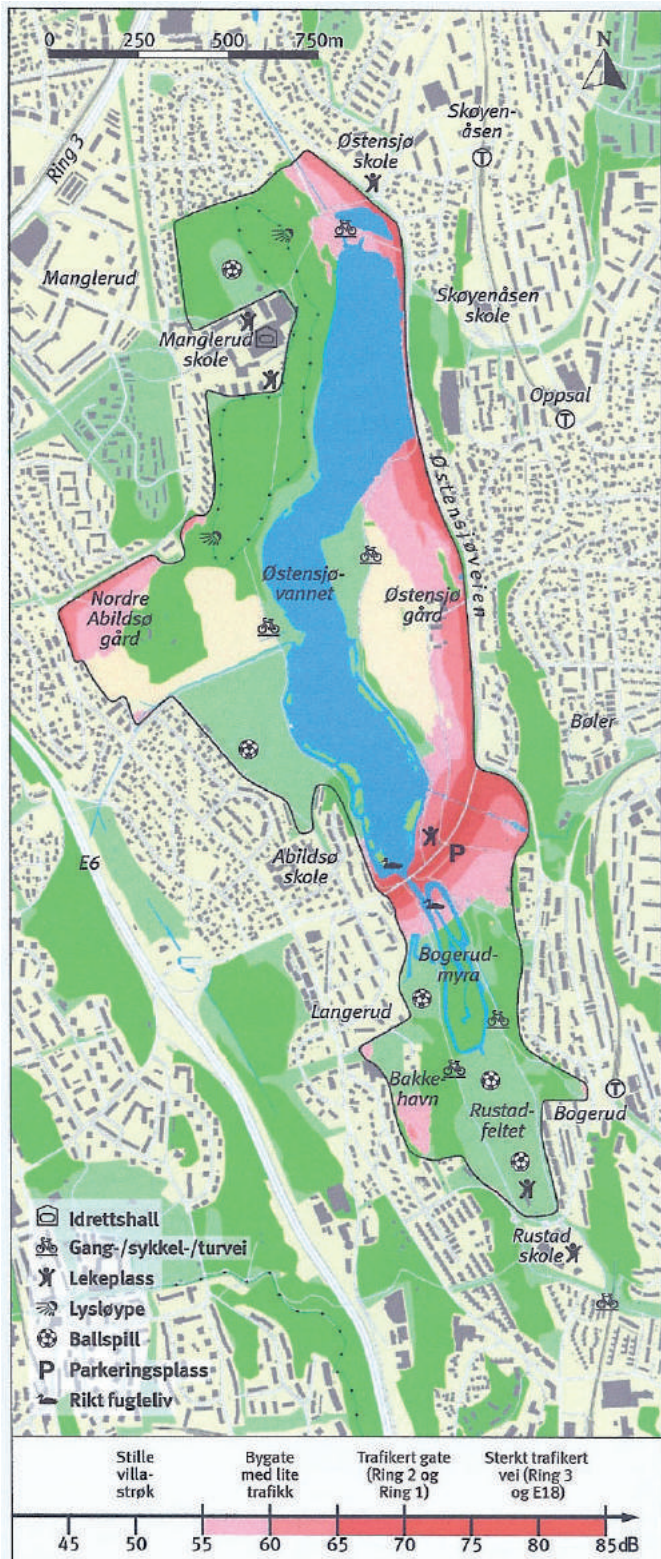 0 250 500 750m
N
Ring 3
Skøyen-
åsen
T
Østensjø
skole
Manglerud
Manglerud
skole
Skøyenåsen
skole
Oppsal
T
Østensjøveien
Østensjø-
vannet
Østensjø
gård
Nordre
Abildsø
gård
Bøler
E6
Abildsø
skole
P
Bogerud-
myra
Langerud
Bakke-
havn
Rustad-
feltet
T
Bogerud
Rustad
skole
Idrettshall
Gang-/sykkel-/turvei
Lekeplass
Lysløype
Ballspill
P Parkeringsplass
Rikt fugleliv
Stille
villa-
strøk
Bygate
med lite
trafikk
Trafikert gate
(Ring 2 og
Ring 1)
Sterkt trafikert
vei (Ring 3
og E18)
45 50 55 60 65 70 75 80 85dB